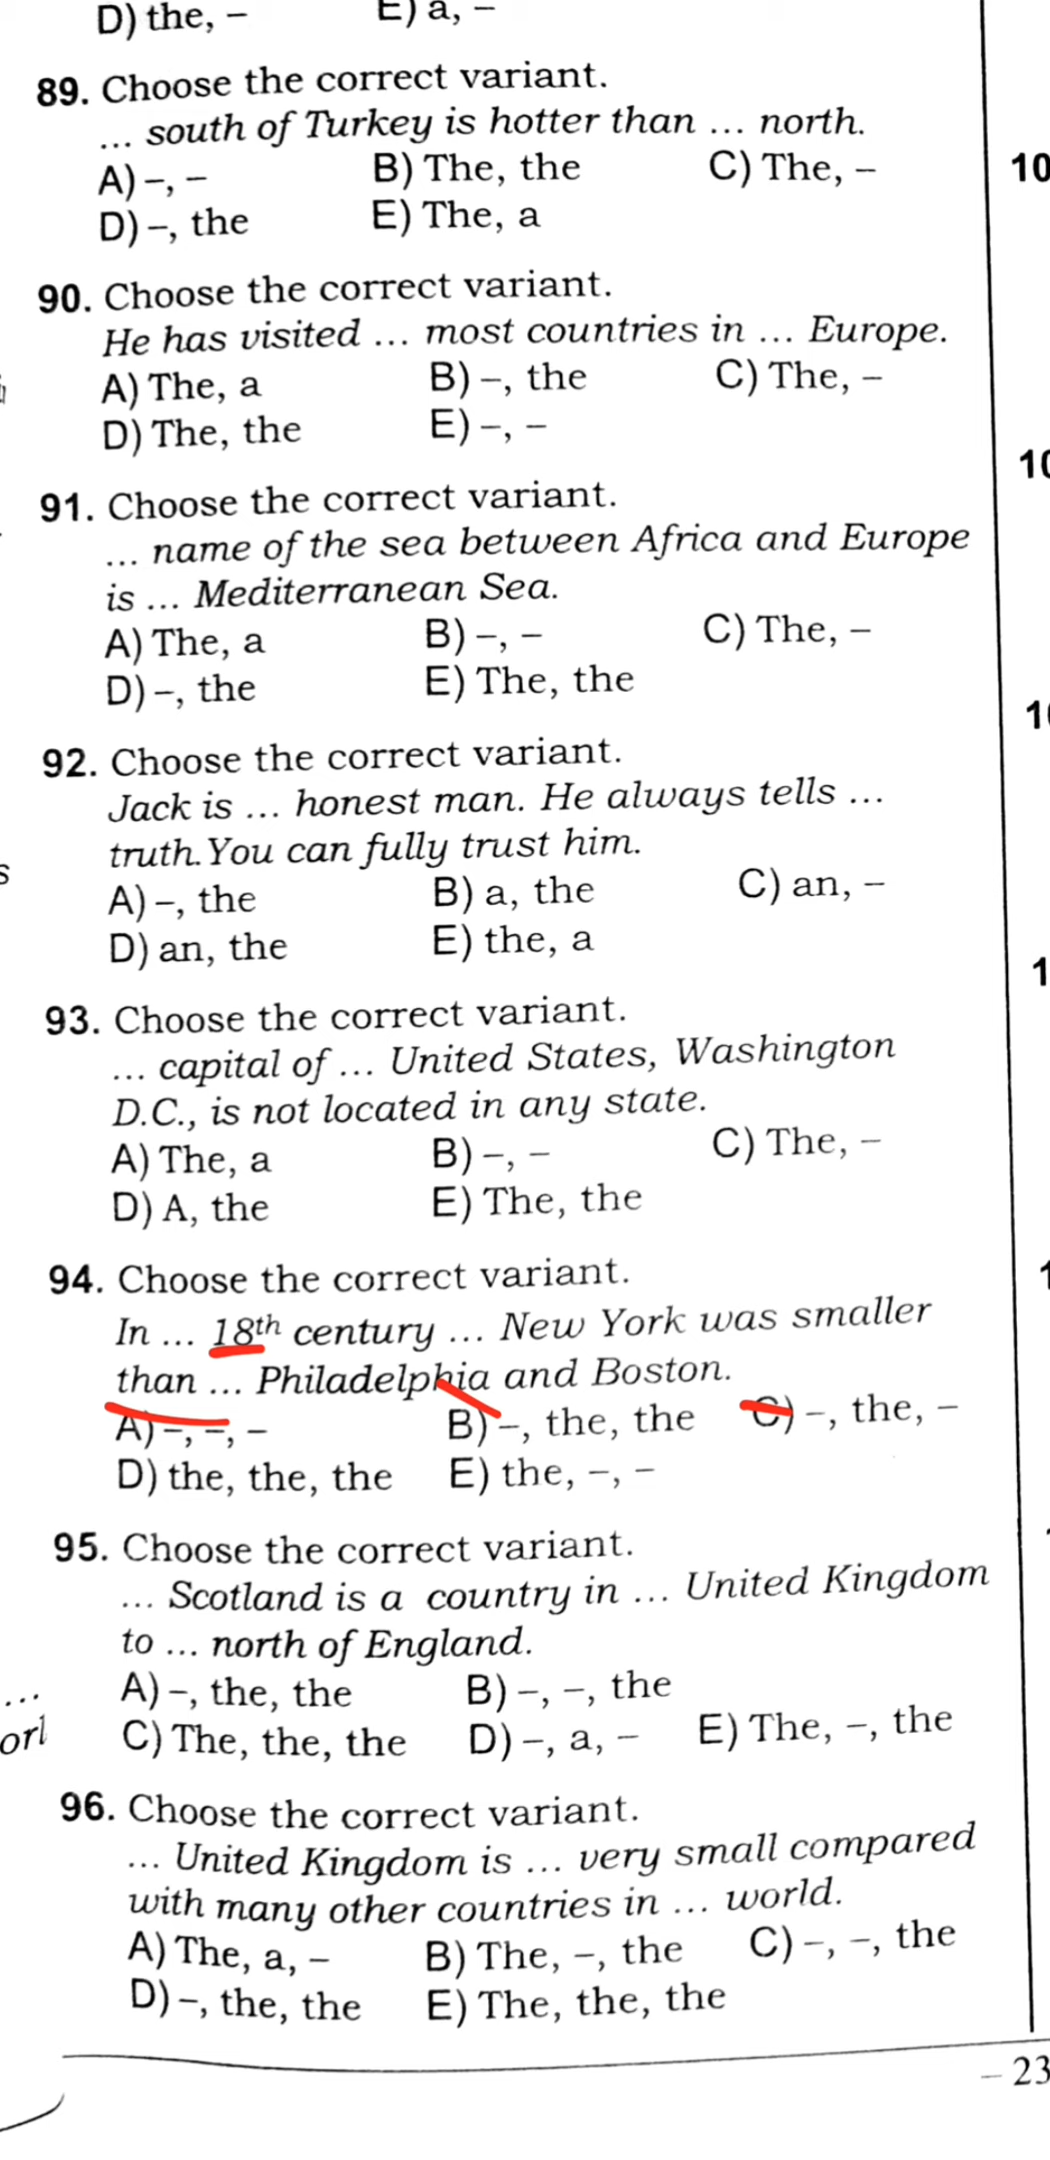 D) the, – E) a, –
89. Choose the correct variant.
... south of Turkey is hotter than ... north.
A) –, – B) The, the C) The, –
D) –, the E) The, a
90. Choose the correct variant.
He has visited ... most countries in ... Europe.
A) The, a B) –, the C) The, –
D) The, the E) –, –
91. Choose the correct variant.
... name of the sea between Africa and Europe
is ... Mediterranean Sea.
A) The, a B) –, – C) The, –
D) –, the E) The, the
92. Choose the correct variant.
Jack is ... honest man. He always tells ...
truth. You can fully trust him.
A) –, the B) a, the C) an, –
D) an, the E) the, a
93. Choose the correct variant.
... capital of ... United States, Washington
D.C., is not located in any state.
A) The, a B) –, – C) The, –
D) A, the E) The, the
94. Choose the correct variant.
In ... 18th century ... New York was smaller
than ... Philadelphia and Boston.
A) –, –, – B) –, the, the C) –, the, –
D) the, the, the E) the, –, –
95. Choose the correct variant.
... Scotland is a country in ... United Kingdom
to ... north of England.
A) –, the, the B) –, –, the
C) The, the, the D) –, a, – E) The, –, the
96. Choose the correct variant.
... United Kingdom is ... very small compared
with many other countries in ... world.
A) The, a, – B) The, –, the C) –, –, the
D) –, the, the E) The, the, the
– 23